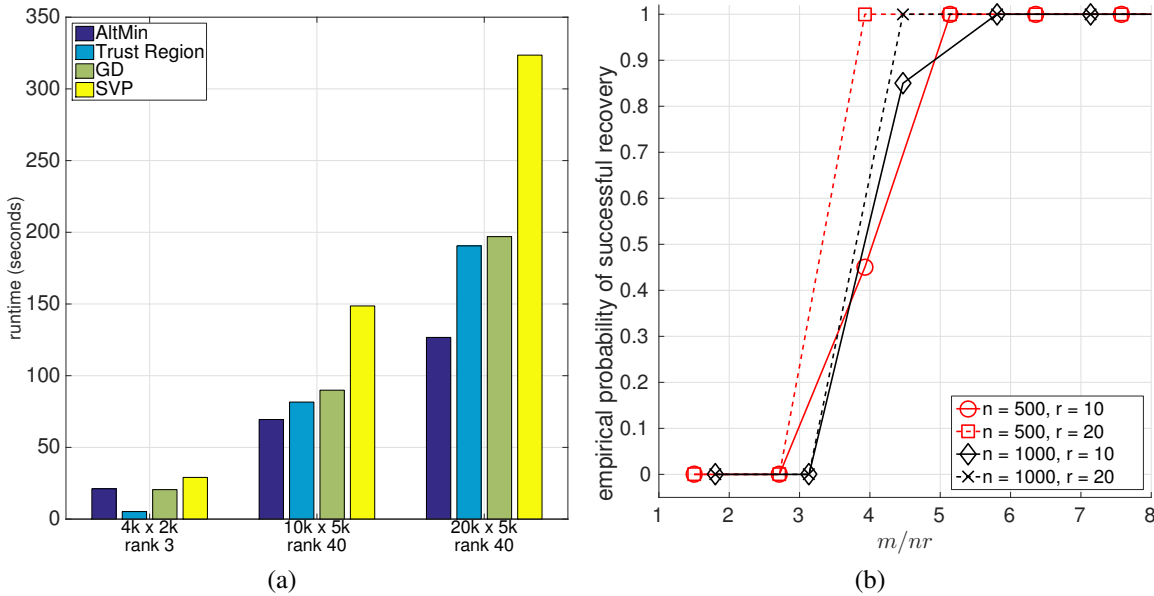 350
300
250
200
150
100
50
0
runtime (seconds)
AltMin
Trust Region
GD
SVP
4k x 2k
rank 3
10k x 5k
rank 40
20k x 5k
rank 40
(a)
1
0.9
0.8
0.7
0.6
0.5
0.4
0.3
0.2
0.1
0
empirical probability of successful recovery
n = 500, r = 10
n = 500, r = 20
n = 1000, r = 10
n = 1000, r = 20
1 2 3 4 5 6 7 8
m/nr
(b)